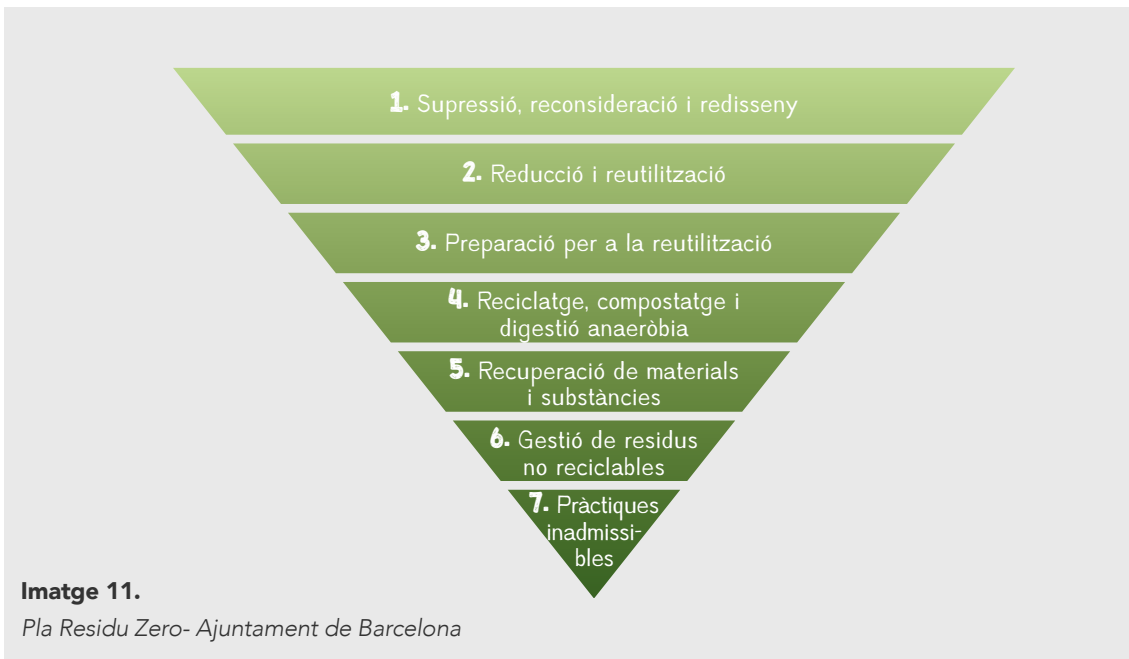 1. Supressió, reconsideració i redisseny
2. Reducció i reutilització
3. Preparació per a la reutilització
4. Reciclatge, compostatge i
digestió anaeròbia
5. Recuperació de materials
i substàncies
6. Gestió de residus
no reciclables
7. Pràctiques
inadmissi-
bles
Imatge 11.
Pla Residu Zero- Ajuntament de Barcelona